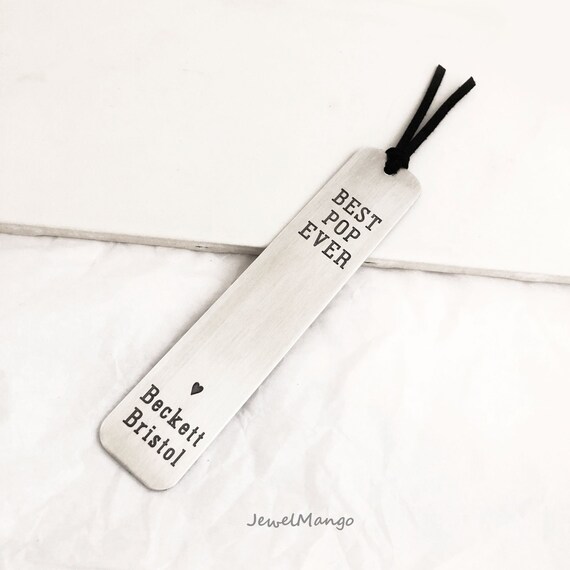 BEST
POP
EVER
Beckett
Bristol
JewelMango